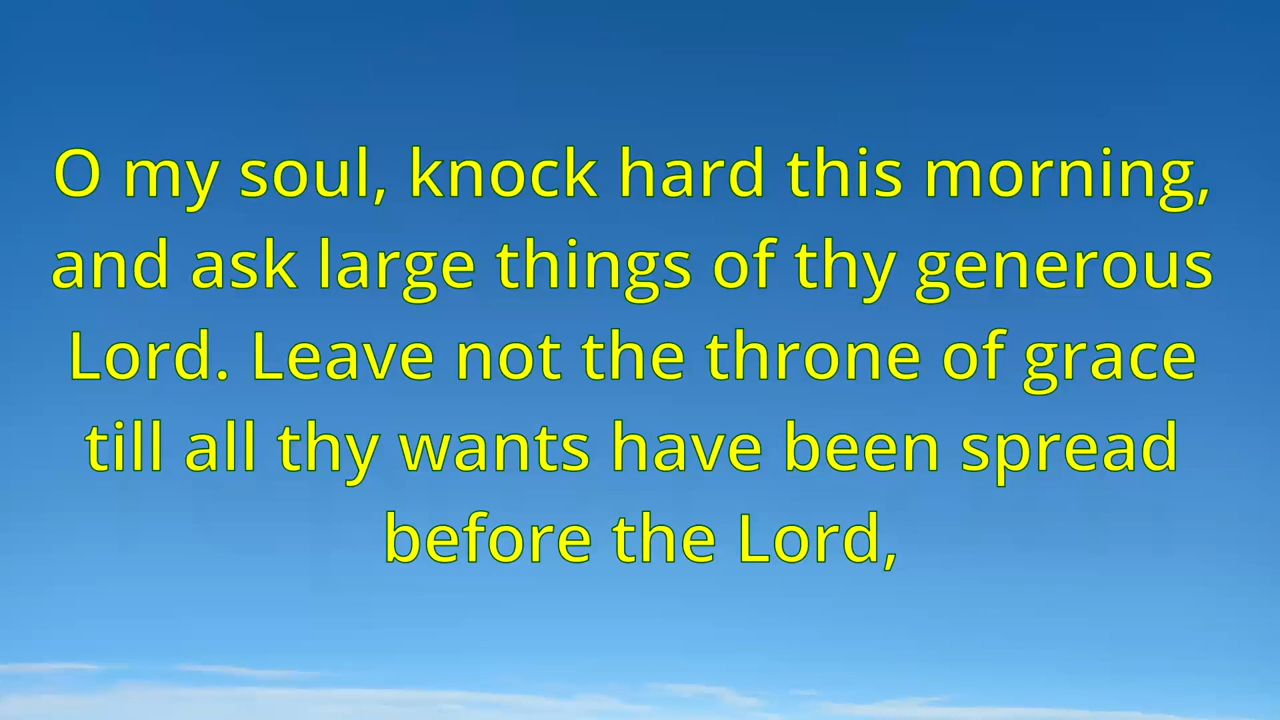 O my soul, knock hard this morning,
and ask large things of thy generous
Lord. Leave not the throne of grace
till all thy wants have been spread
before the Lord,